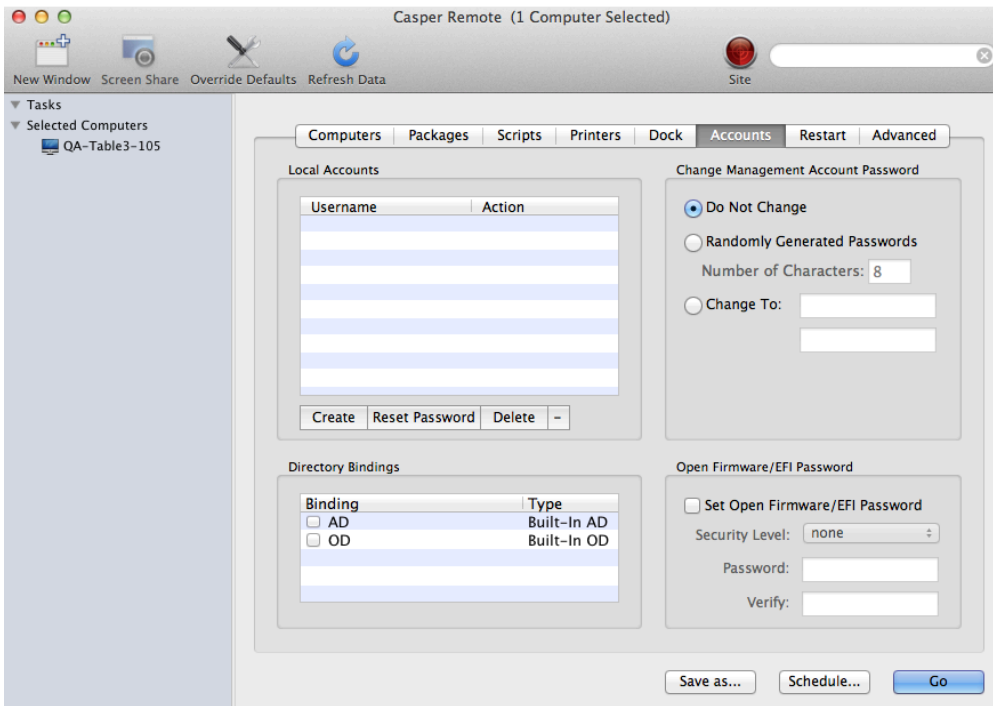 Casper Remote (1 Computer Selected)
New Window Screen Share Override Defaults Refresh Data Site
Tasks
Selected Computers
QA-Table3-105
Computers Packages Scripts Printers Dock Accounts Restart Advanced
Local Accounts
Username Action
Create Reset Password Delete -
Change Management Account Password
Do Not Change
Randomly Generated Passwords
Number of Characters: 8
Change To:
Directory Bindings
Binding Type
AD Built-In AD
OD Built-In OD
Open Firmware/EFI Password
Set Open Firmware/EFI Password
Security Level: none
Password:
Verify:
Save as... Schedule... Go